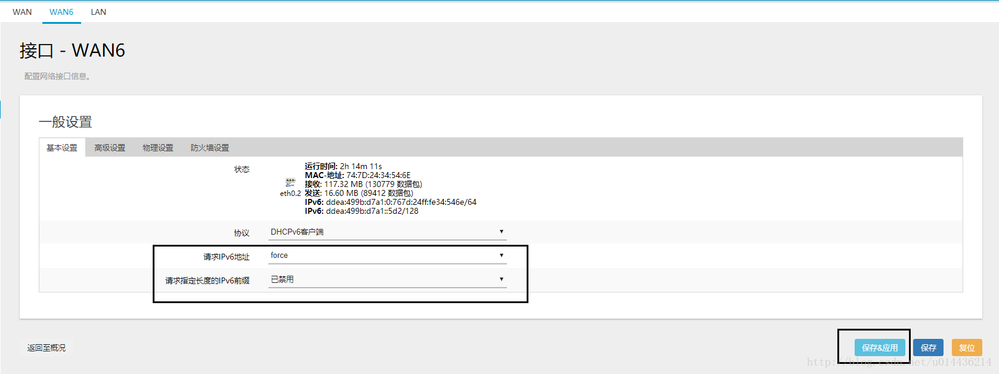 WAN WAN6 LAN
接口 - WAN6
配置网络接口信息。
一般设置
基本设置 高级设置 物理设置 防火墙设置
状态
eth0.2
运行时间: 2h 14m 11s
MAC-地址: 74:7D:24:34:54:6E
接收: 117.32 MB (130779 数据包)
发送: 16.60 MB (89412 数据包)
IPv6: ddea:499b:d7a1:0:767d:24ff:fe34:546e/64
IPv6: ddea:499b:d7a1::5d2/128
协议 DHCPv6客户端
请求IPv6地址 force
请求指定长度的IPv6前缀 已禁用
返回至概况 保存&应用 保存 复位
http://blog.csdn.net/u014436214